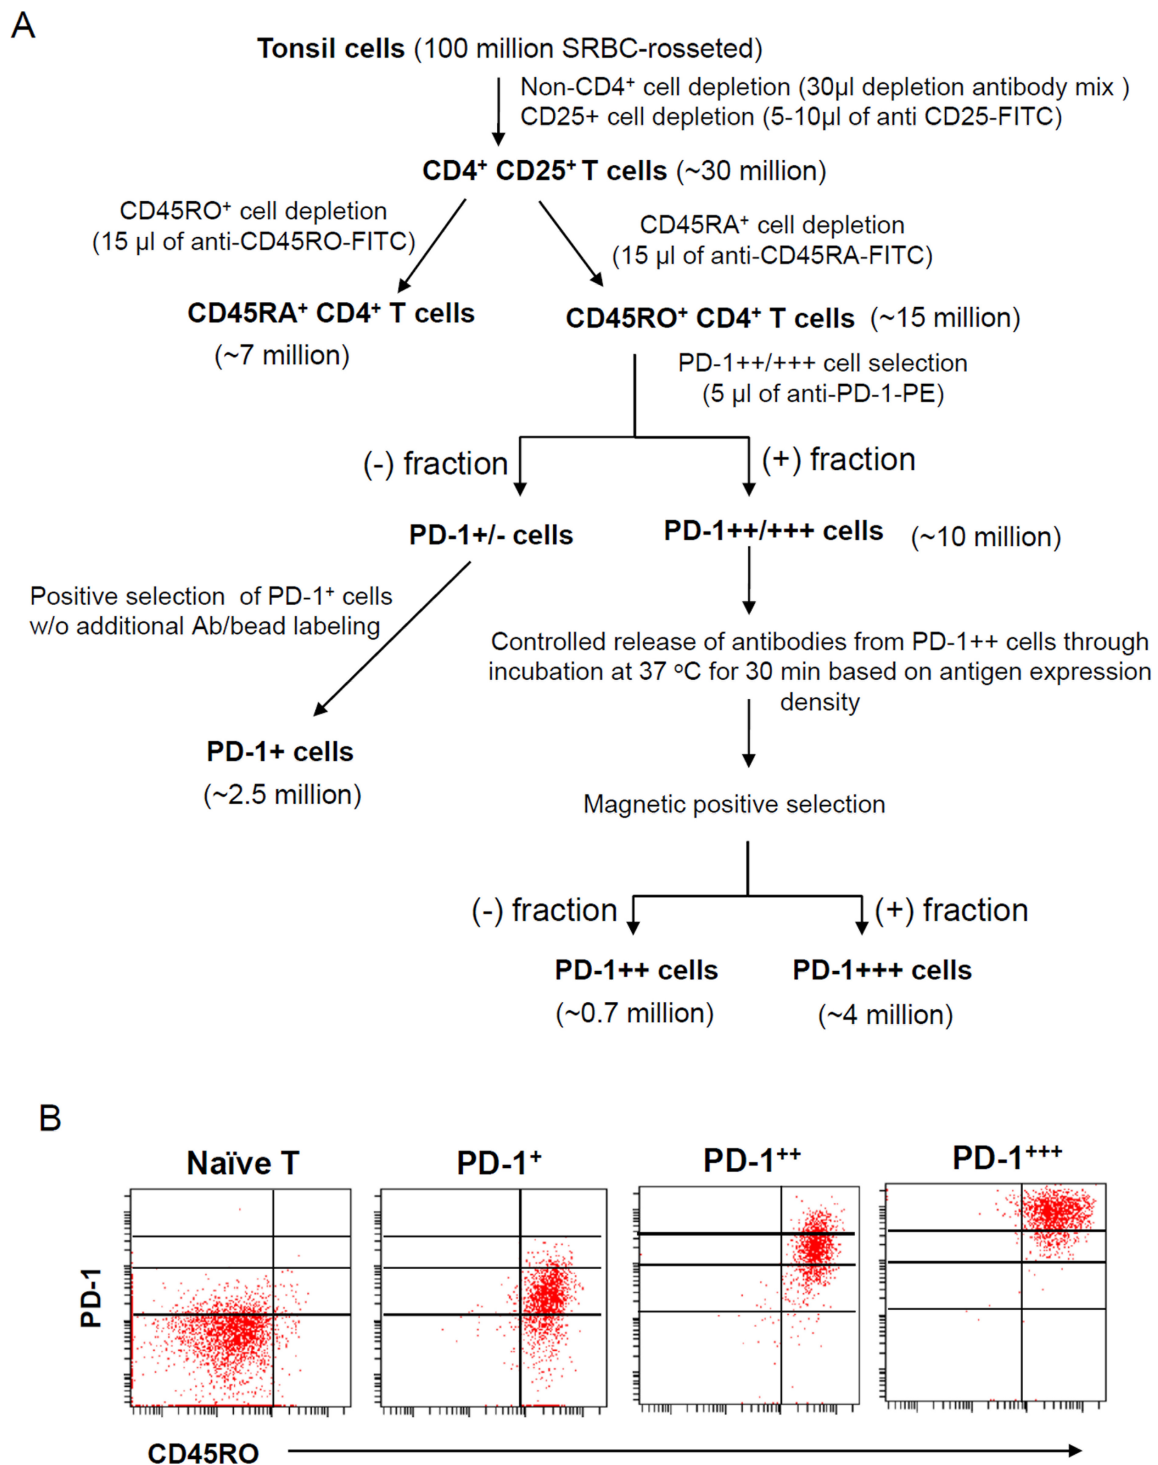 A
Tonsil cells (100 million SRBC-rosseted)
Non-CD4⁺ cell depletion (30µl depletion antibody mix )
CD25+ cell depletion (5-10µl of anti CD25-FITC)
CD4⁺ CD25⁺ T cells (~30 million)
CD45RO⁺ cell depletion
(15 µl of anti-CD45RO-FITC)
CD45RA⁺ cell depletion
(15 µl of anti-CD45RA-FITC)
CD45RA⁺ CD4⁺ T cells
(~7 million)
CD45RO⁺ CD4⁺ T cells (~15 million)
PD-1++/+++ cell selection
(5 µl of anti-PD-1-PE)
(-) fraction
(+) fraction
PD-1+/- cells
PD-1++/+++ cells (~10 million)
Positive selection of PD-1⁺ cells
w/o additional Ab/bead labeling
Controlled release of antibodies from PD-1++ cells through
incubation at 37 ºC for 30 min based on antigen expression
density
PD-1+ cells
(~2.5 million)
Magnetic positive selection
(-) fraction
(+) fraction
PD-1++ cells
(~0.7 million)
PD-1+++ cells
(~4 million)
B
Naïve T
PD-1⁺
PD-1⁺⁺
PD-1⁺⁺⁺
PD-1
CD45RO